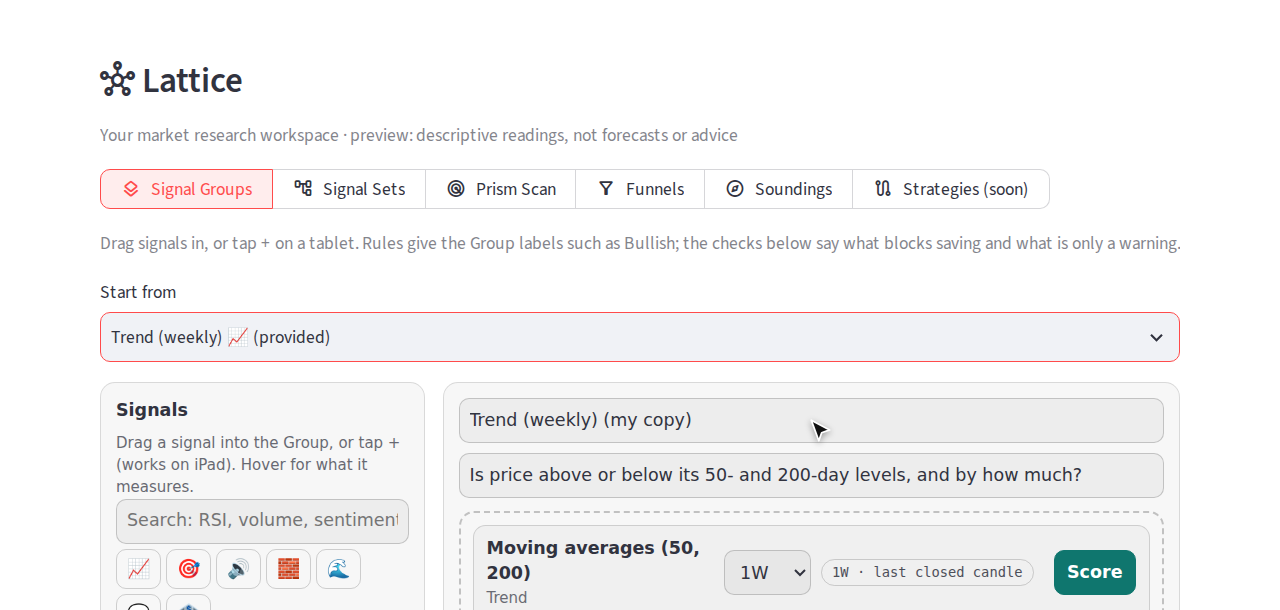 Lattice
Your market research workspace · preview: descriptive readings, not forecasts or advice
Signal Groups
Signal Sets
Prism Scan
Funnels
Soundings
Strategies (soon)
Drag signals in, or tap + on a tablet. Rules give the Group labels such as Bullish; the checks below say what blocks saving and what is only a warning.
Start from
Trend (weekly) 📈 (provided)
Signals
Drag a signal into the Group, or tap +
(works on iPad). Hover for what it
measures.
Search: RSI, volume, sentiment
Trend (weekly) (my copy)
Is price above or below its 50- and 200-day levels, and by how much?
Moving averages (50,
200)
Trend
1W
1W · last closed candle
Score